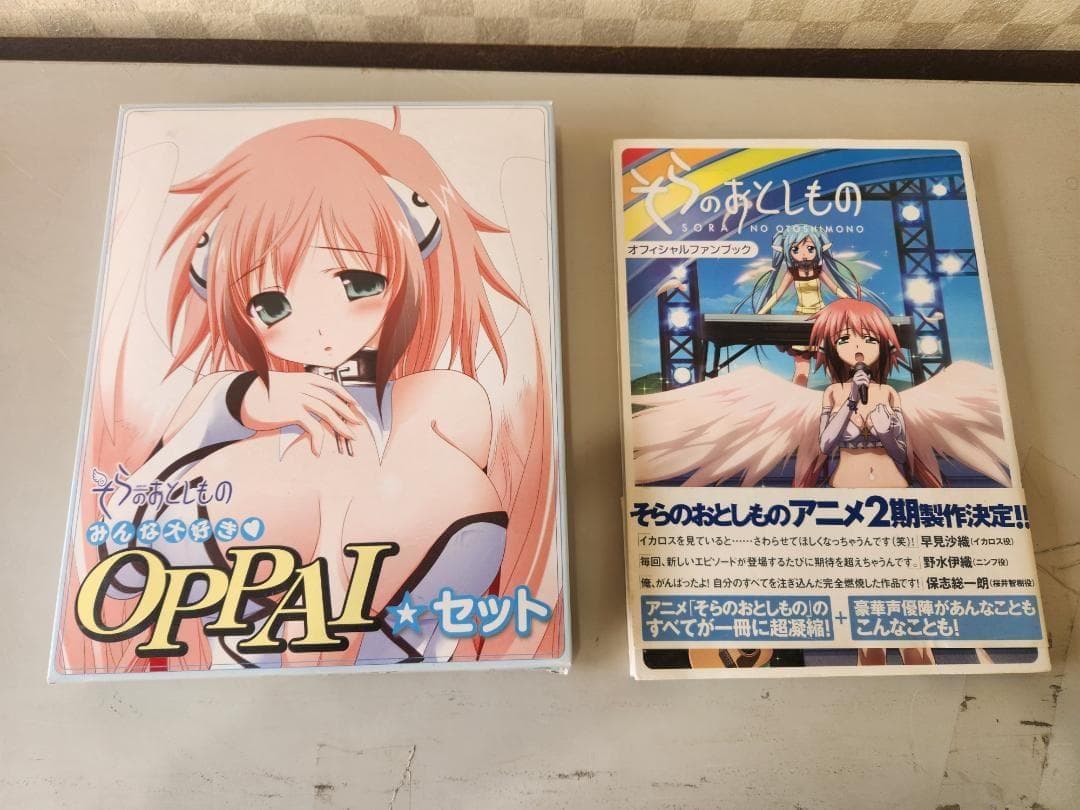 そらのおとしもの
みんな大好き♥
OPPAI
★セット
そらのおとしもの
SORA NO OTOSHIMONO
オフィシャルファンブック
そらのおとしものアニメ2期製作決定!!
イカロスを見ていると……さわらせてほしくなっちゃうんです(笑)! 早見沙織(イカロス役)
毎回、新しいエピソードが登場するたびに期待を超えちゃうんです。 野水伊織(ニンフ役)
俺、がんばったよ!自分のすべてを注ぎ込んだ完全燃焼した作品です! 保志総一朗(桜井智樹役)
アニメ「そらのおとしもの」の
すべてが一冊に超凝縮!
+
豪華声優陣があんなことも
こんなことも!